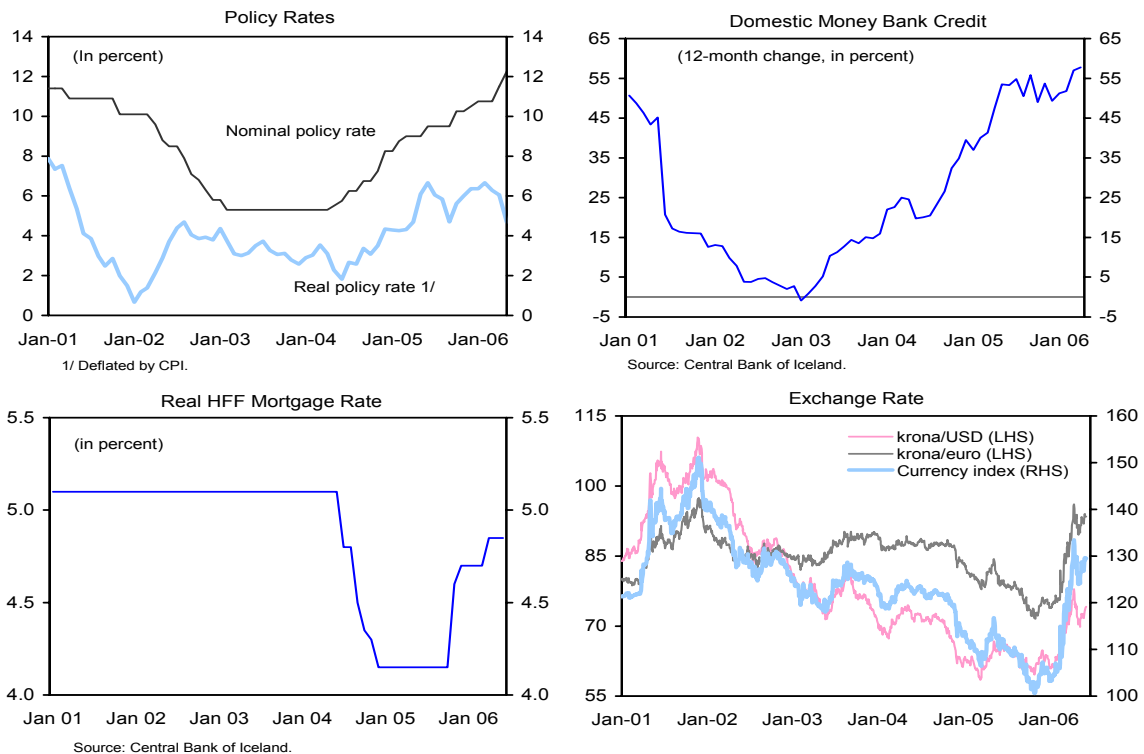 Policy Rates
14
12
10
8
6
4
2
0
(In percent)
Nominal policy rate
Real policy rate 1/
14
12
10
8
6
4
2
0
Jan-01 Jan-02 Jan-03 Jan-04 Jan-05 Jan-06
1/ Deflated by CPI.
Domestic Money Bank Credit
65
55
45
35
25
15
5
-5
(12-month change, in percent)
65
55
45
35
25
15
5
-5
Jan 01 Jan 02 Jan 03 Jan 04 Jan 05 Jan 06
Source: Central Bank of Iceland.
Real HFF Mortgage Rate
5.5
5.0
4.5
4.0
(in percent)
5.5
5.0
4.5
4.0
Jan 01 Jan 02 Jan 03 Jan 04 Jan 05 Jan 06
Source: Central Bank of Iceland.
Exchange Rate
115
100
85
70
55
krona/USD (LHS)
krona/euro (LHS)
Currency index (RHS)
160
150
140
130
120
110
100
Jan-01 Jan-02 Jan-03 Jan-04 Jan-05 Jan-06